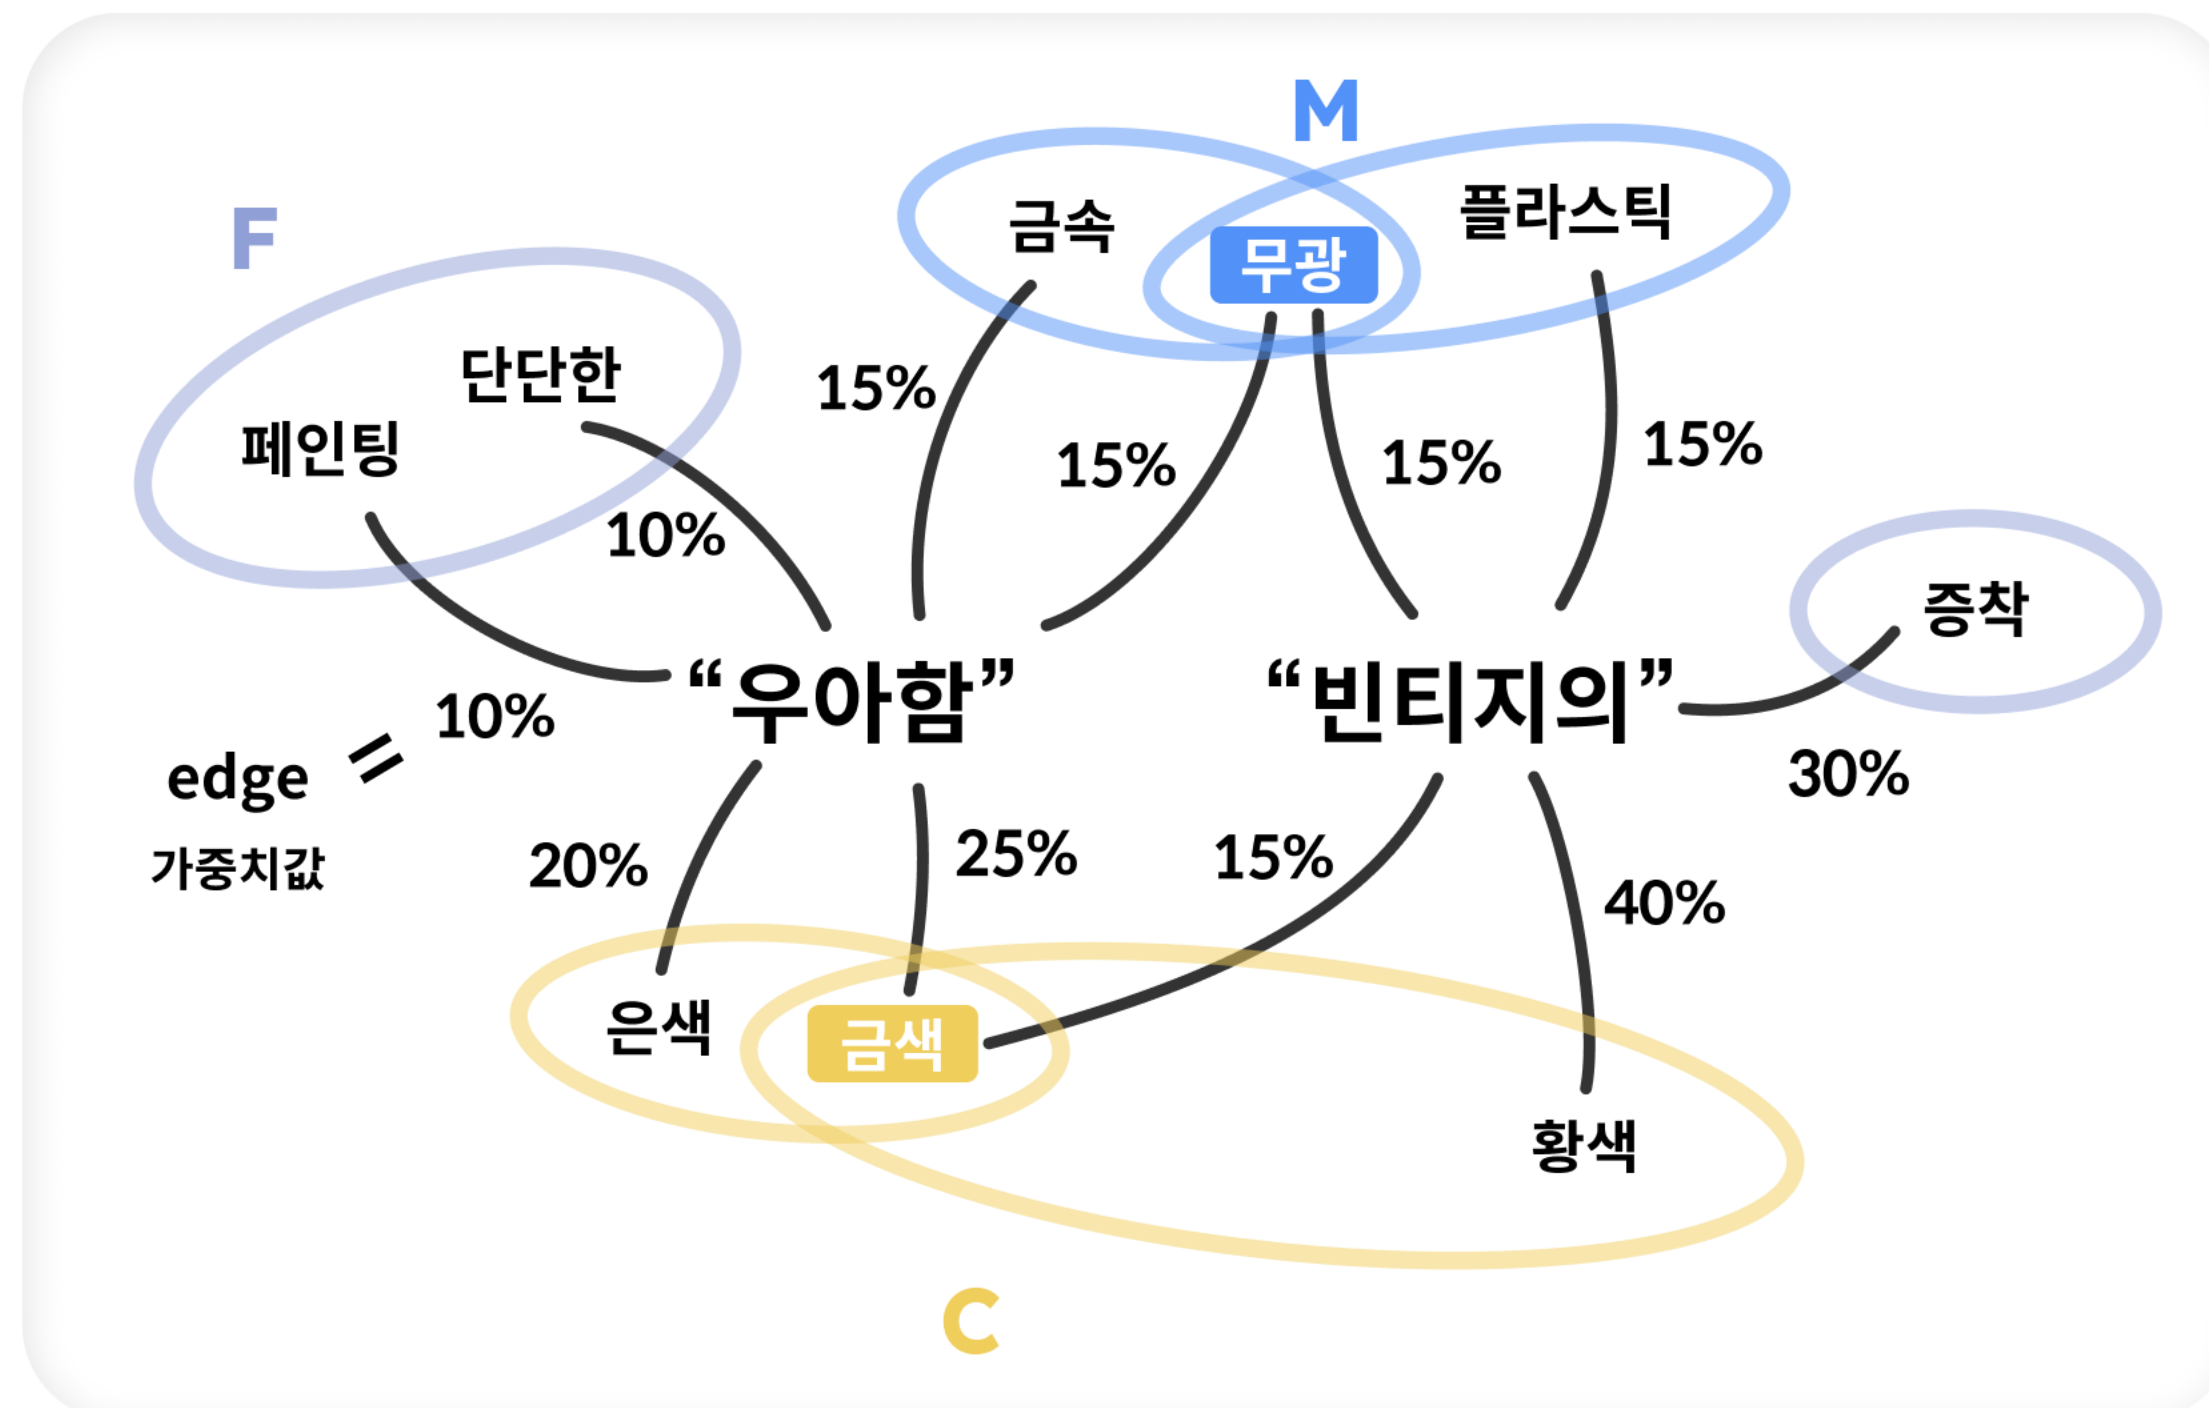 M
F
금속
무광
플라스틱
단단한
페인팅
15%
15%
15%
15%
10%
증착
“우아함”
“빈티지의”
10%
edge =
가중치값
30%
20%
25%
15%
40%
은색
금색
황색
C